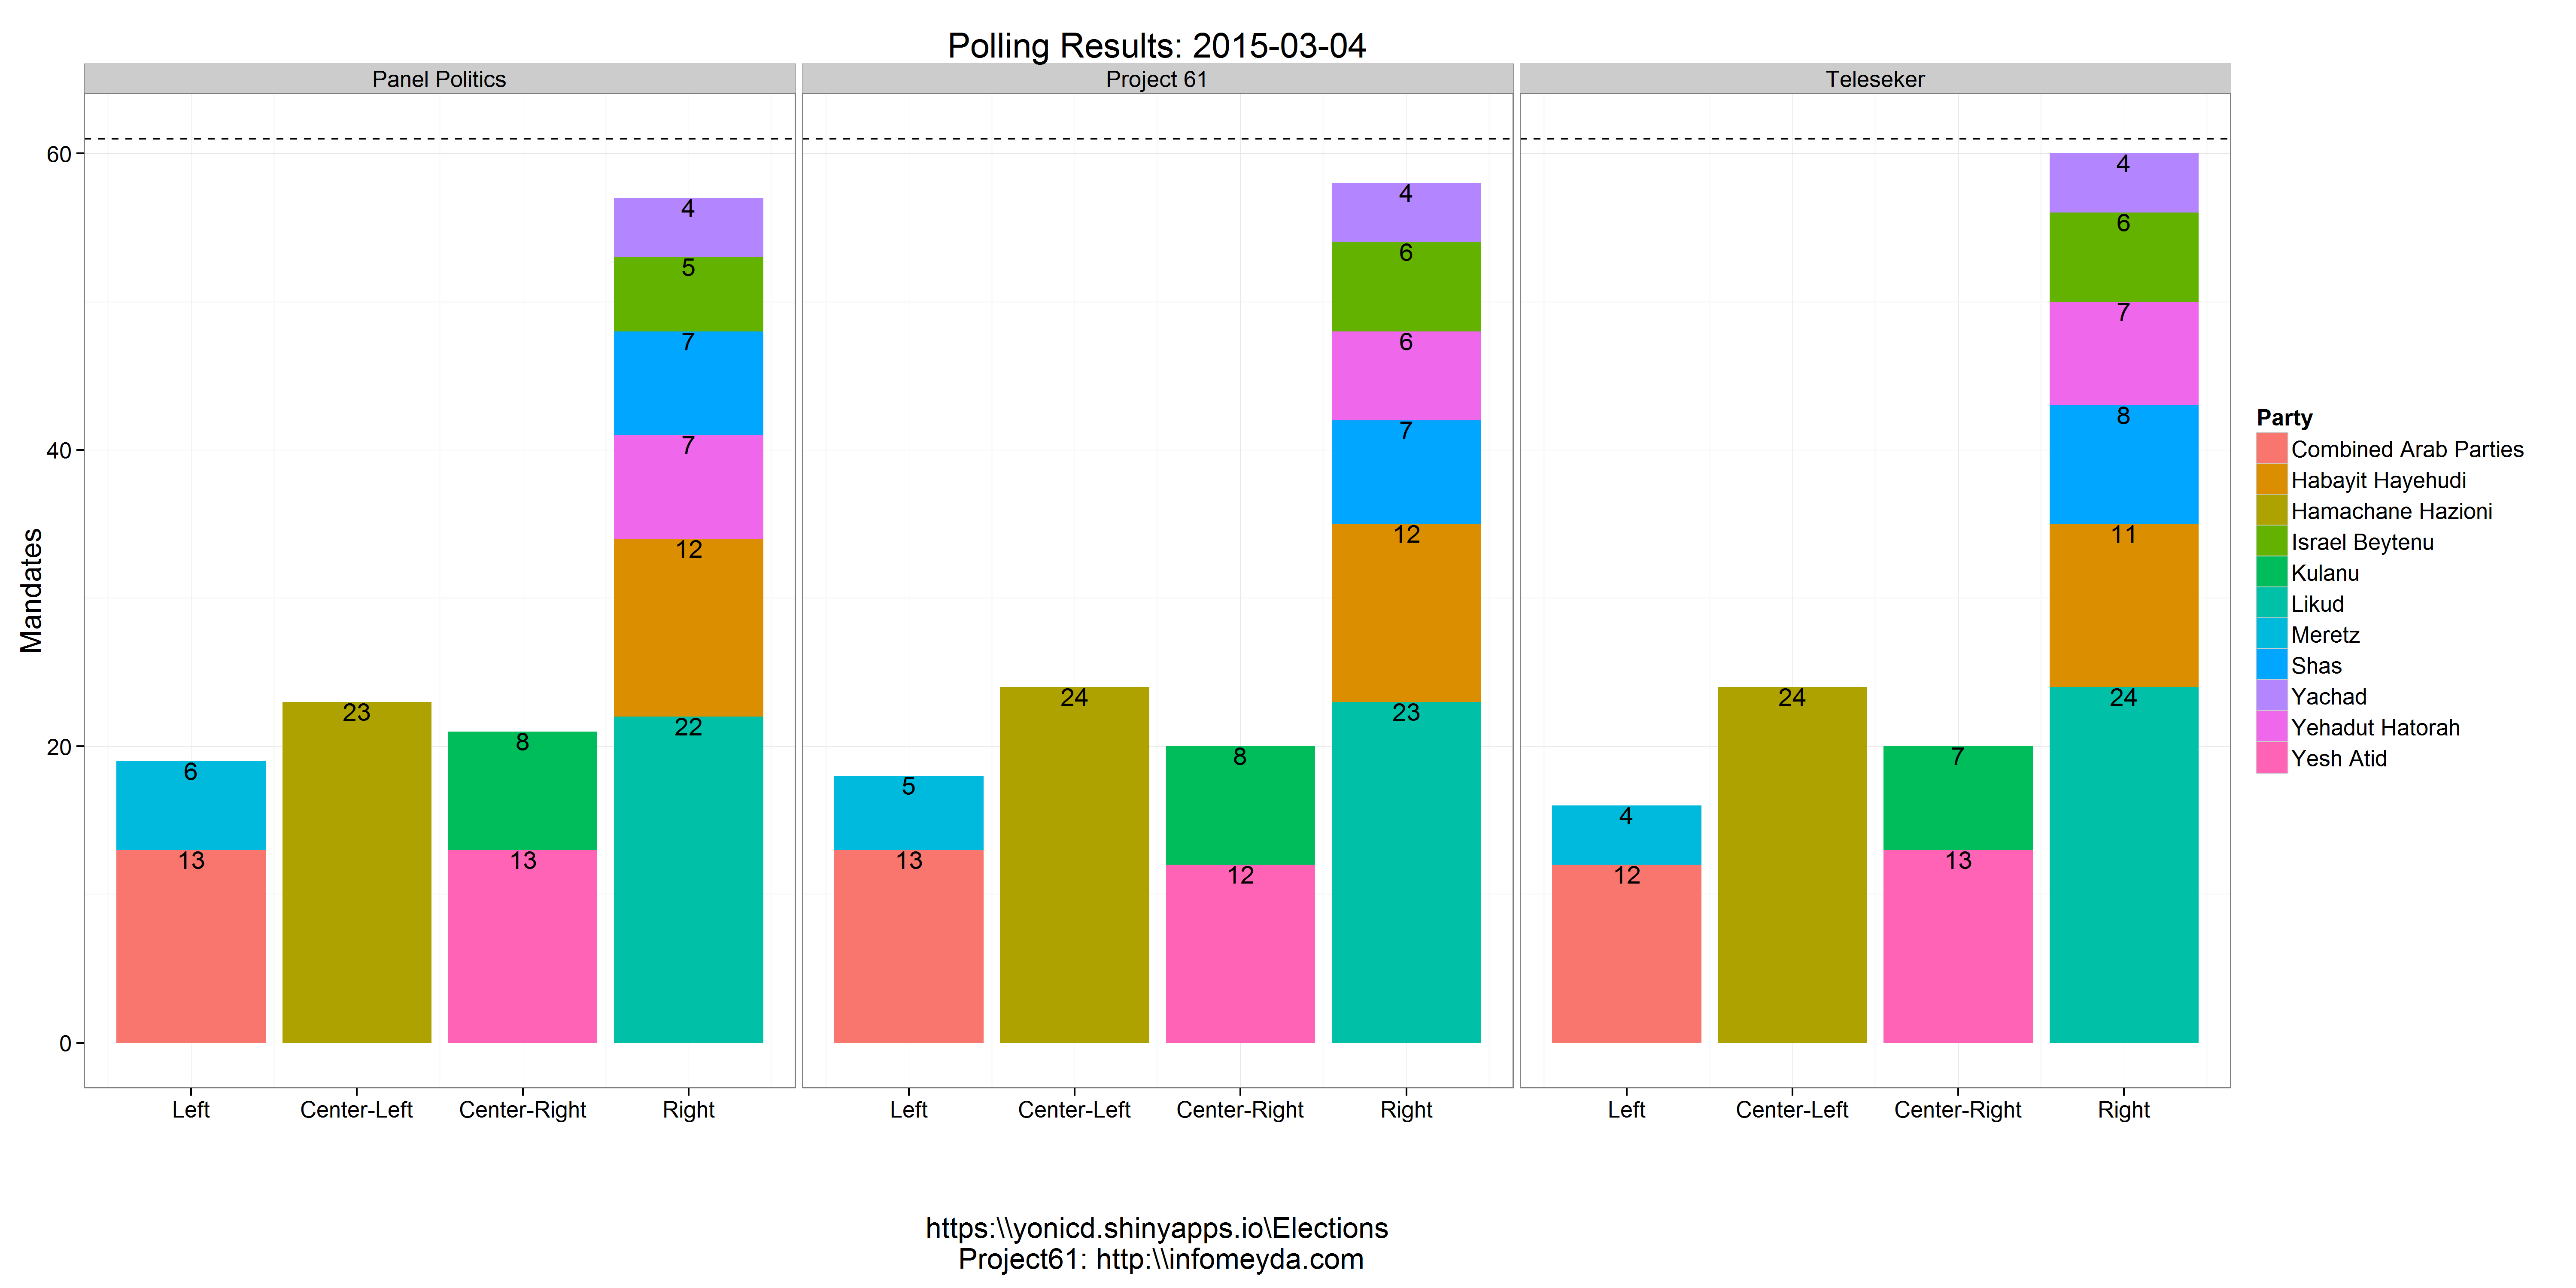 Polling Results: 2015-03-04
Panel Politics
Project 61
Teleseker
Mandates
60
40
20
0
6
13
23
8
13
4
5
7
7
12
22
5
13
24
8
12
4
6
6
7
12
23
4
12
24
7
13
4
6
7
8
11
24
Left
Center-Left
Center-Right
Right
Left
Center-Left
Center-Right
Right
Left
Center-Left
Center-Right
Right
Party
Combined Arab Parties
Habayit Hayehudi
Hamachane Hazioni
Israel Beytenu
Kulanu
Likud
Meretz
Shas
Yachad
Yehadut Hatorah
Yesh Atid
https:\\yonicd.shinyapps.io\Elections
Project61: http:\\infomeyda.com